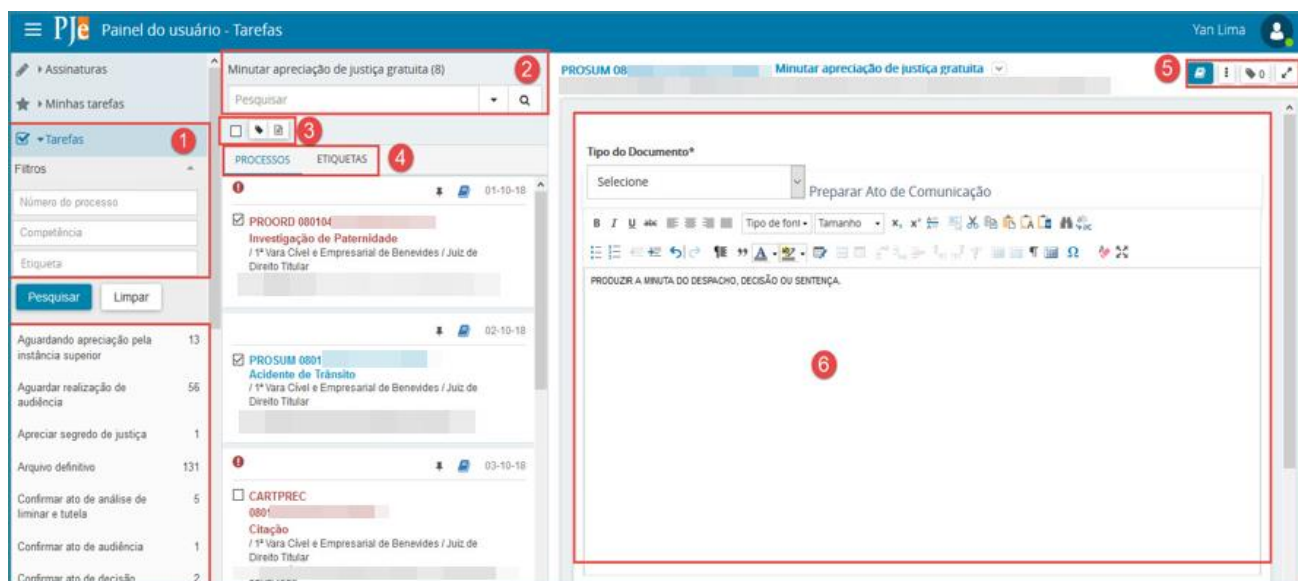 PJe Painel do usuário - Tarefas
Yan Lima
Assinaturas
Minhas tarefas
Tarefas
1
Filtros
Número do processo
Competência
Etiqueta
Pesquisar Limpar
Aguardando apreciação pela 13
instância superior
Aguardar realização de 56
audiência
Apreciar segredo de justiça 1
Arquivo definitivo 131
Confirmar ato de análise de 5
liminar e tutela
Confirmar ato de audiência 1
Confirmar ato de decisão 2
Minutar apreciação de justiça gratuita (8) 2
Pesquisar
3
PROCESSOS ETIQUETAS 4
01-10-18
PROORD 080104
Investigação de Paternidade
/ 1ª Vara Cível e Empresarial de Benevides / Juiz de
Direito Titular
02-10-18
PROSUM 0801
Acidente de Trânsito
/ 1ª Vara Cível e Empresarial de Benevides / Juiz de
Direito Titular
03-10-18
CARTPREC
0801
Citação
/ 1ª Vara Cível e Empresarial de Benevides / Juiz de
Direito Titular
PROSUM 08 Minutar apreciação de justiça gratuita 5 0
Tipo do Documento*
Selecione Preparar Ato de Comunicação
B I U abc Tipo de font Tamanho
PRODUZIR A MINUTA DO DESPACHO, DECISÃO OU SENTENÇA.
6